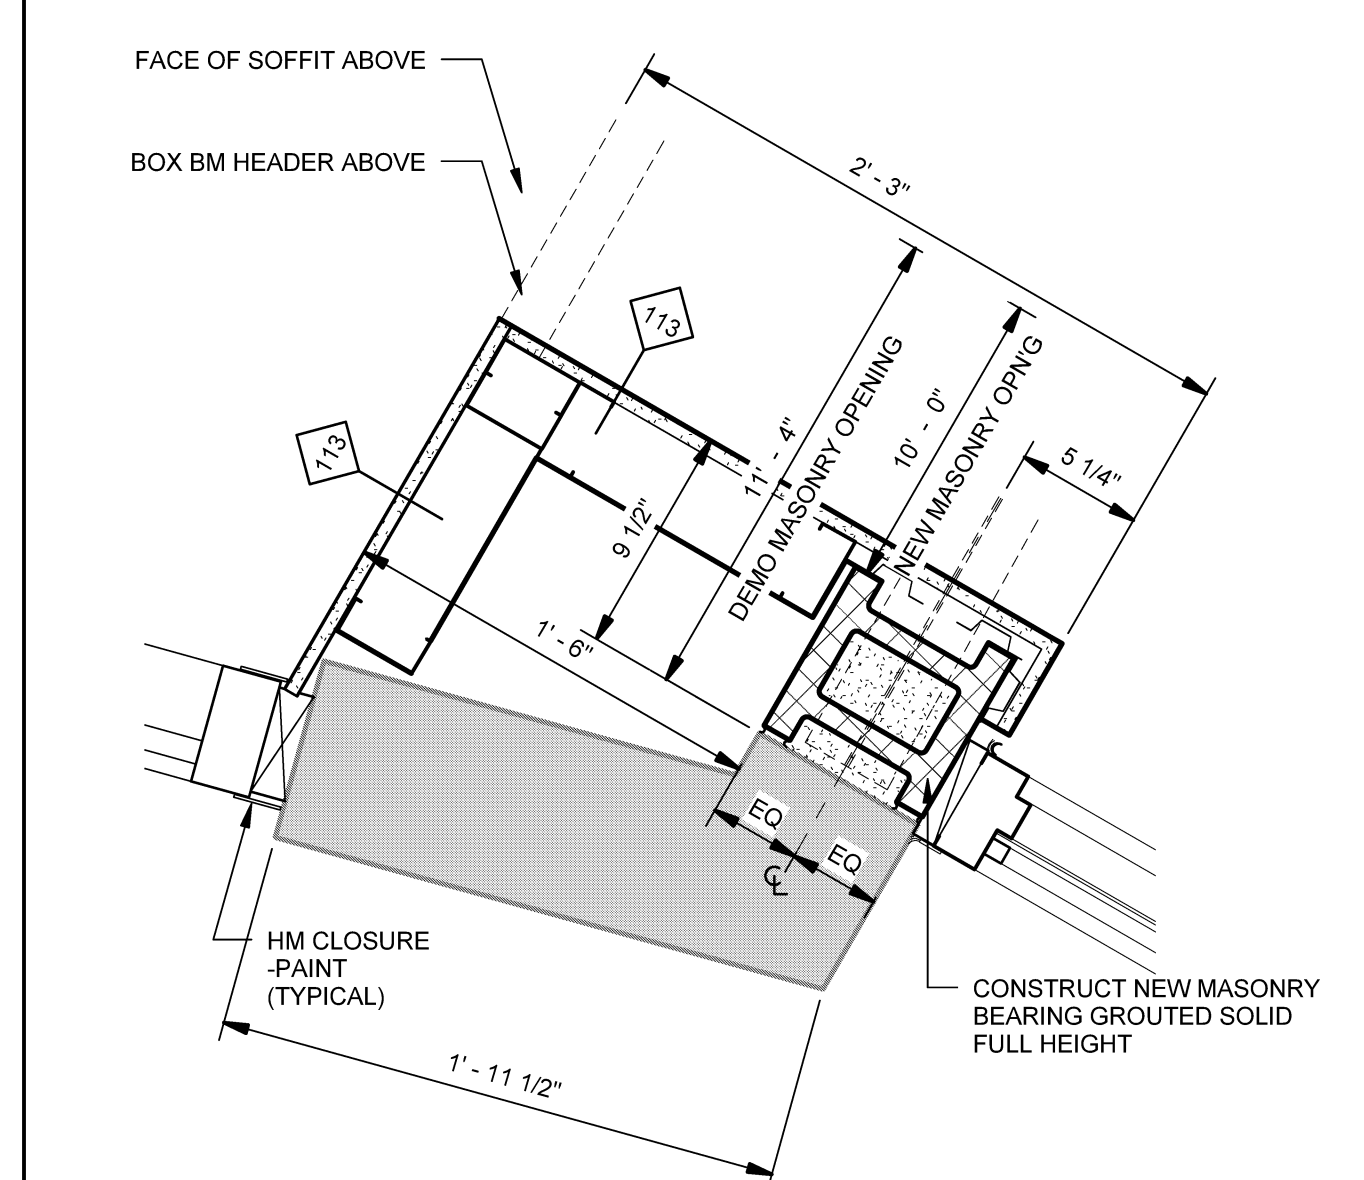 FACE OF SOFFIT ABOVE
BOX BM HEADER ABOVE
2' - 3"
113
113
11' - 4"
DEMO MASONRY OPENING
10' - 0"
NEW MASONRY OPN'G
5 1/4"
9 1/2"
1' - 6"
EQ
EQ
CL
HM CLOSURE
-PAINT
(TYPICAL)
CONSTRUCT NEW MASONRY
BEARING GROUTED SOLID
FULL HEIGHT
1' - 11 1/2"